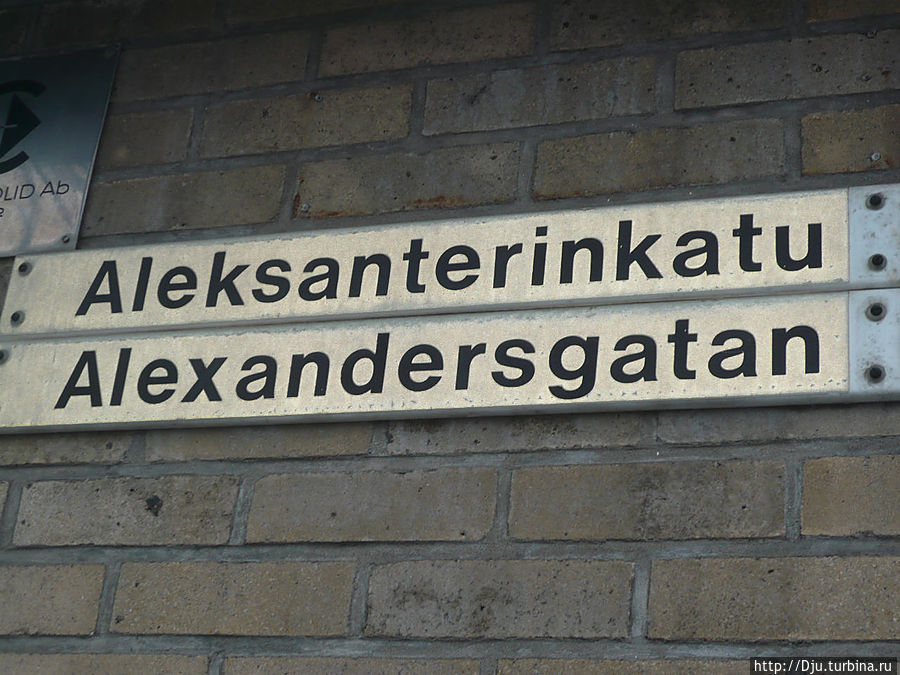 OLID Ab
Aleksanterinkatu
Alexandersgatan
http://Dju.turbina.ru